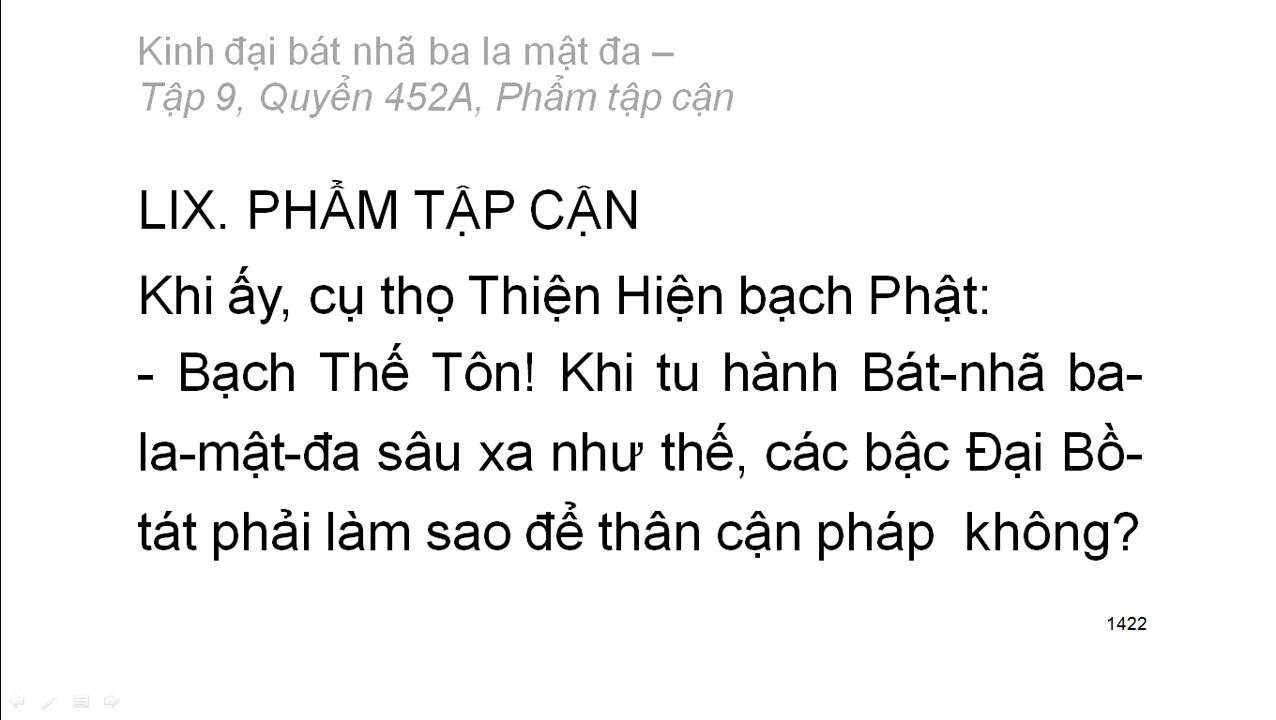 Kinh đại bát nhã ba la mật đa –
Tập 9, Quyển 452A, Phẩm tập cận
LIX. PHẨM TẬP CẬN
Khi ấy, cụ thọ Thiện Hiện bạch Phật:
- Bạch Thế Tôn! Khi tu hành Bát-nhã ba-
la-mật-đa sâu xa như thế, các bậc Đại Bồ-
tát phải làm sao để thân cận pháp  không?
1422